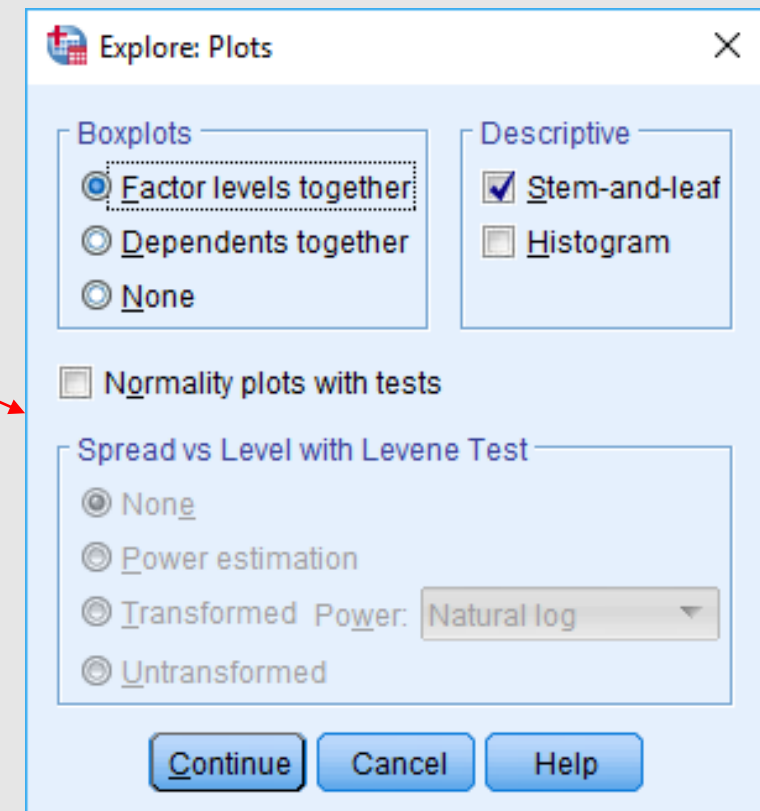 Explore: Plots
Boxplots
Factor levels together
Dependents together
None
Descriptive
Stem-and-leaf
Histogram
Normality plots with tests
Spread vs Level with Levene Test
None
Power estimation
Transformed Power: Natural log
Untransformed
Continue Cancel Help